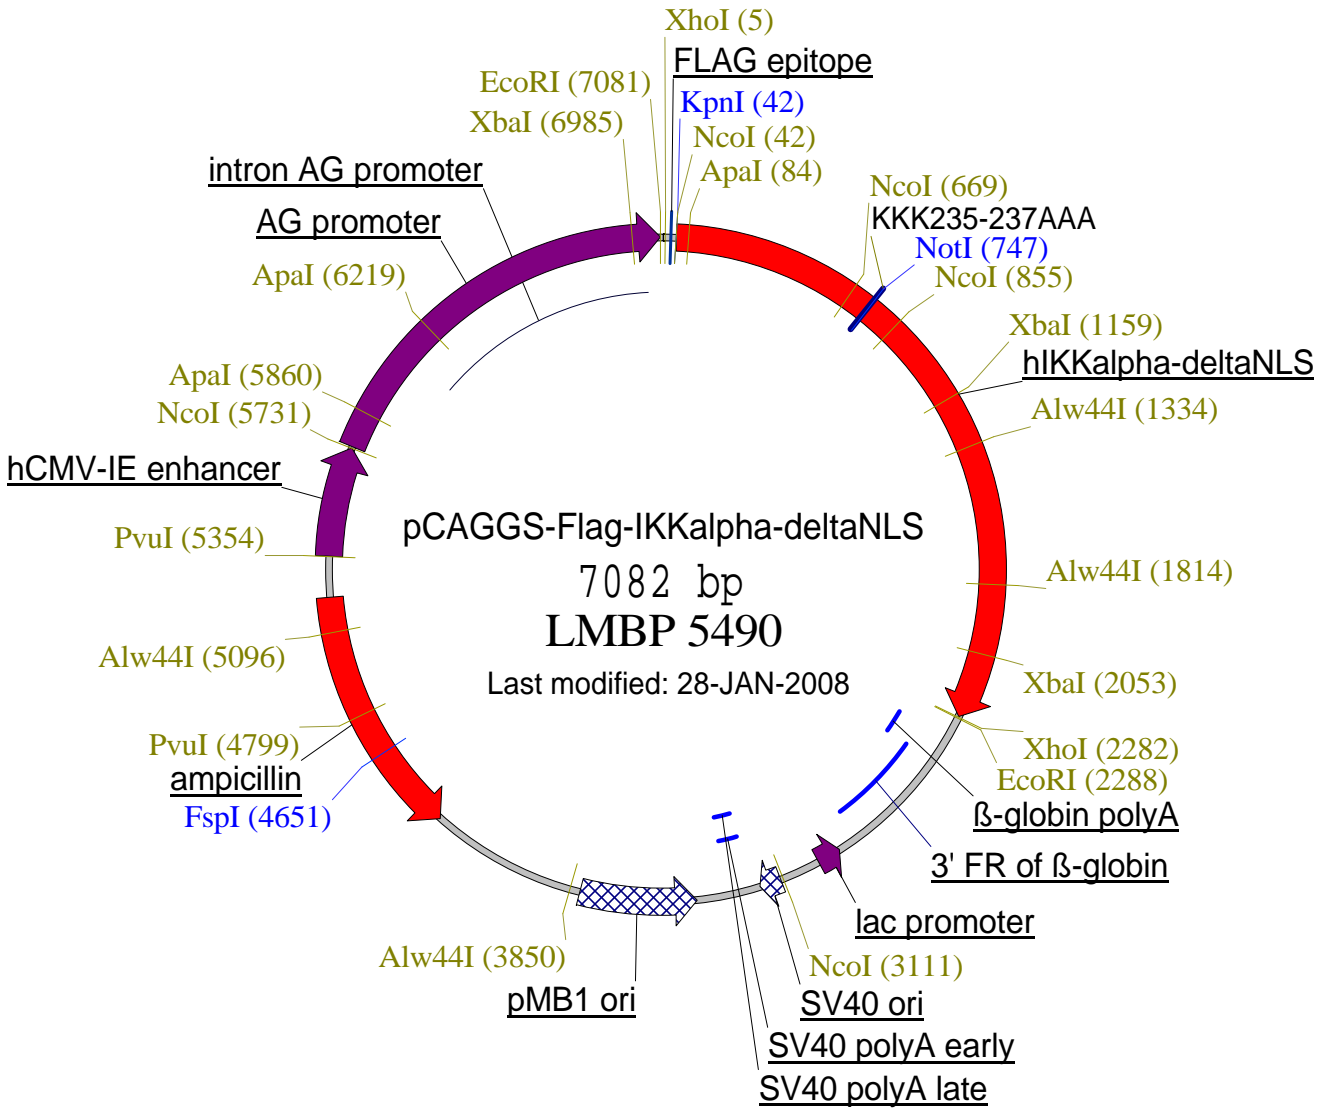 XhoI (5)
FLAG epitope
EcoRI (7081)
KpnI (42)
XbaI (6985)
NcoI (42)
ApaI (84)
intron AG promoter
NcoI (669)
KKK235-237AAA
AG promoter
NotI (747)
ApaI (6219)
NcoI (855)
XbaI (1159)
hIKKalpha-deltaNLS
ApaI (5860)
NcoI (5731)
Alw44I (1334)
hCMV-IE enhancer
pCAGGS-Flag-IKKalpha-deltaNLS
PvuI (5354)
7082 bp
Alw44I (1814)
LMBP 5490
Alw44I (5096)
Last modified: 28-JAN-2008
XbaI (2053)
PvuI (4799)
XhoI (2282)
ampicillin
EcoRI (2288)
FspI (4651)
ß-globin polyA
3' FR of ß-globin
lac promoter
Alw44I (3850)
NcoI (3111)
pMB1 ori
SV40 ori
SV40 polyA early
SV40 polyA late